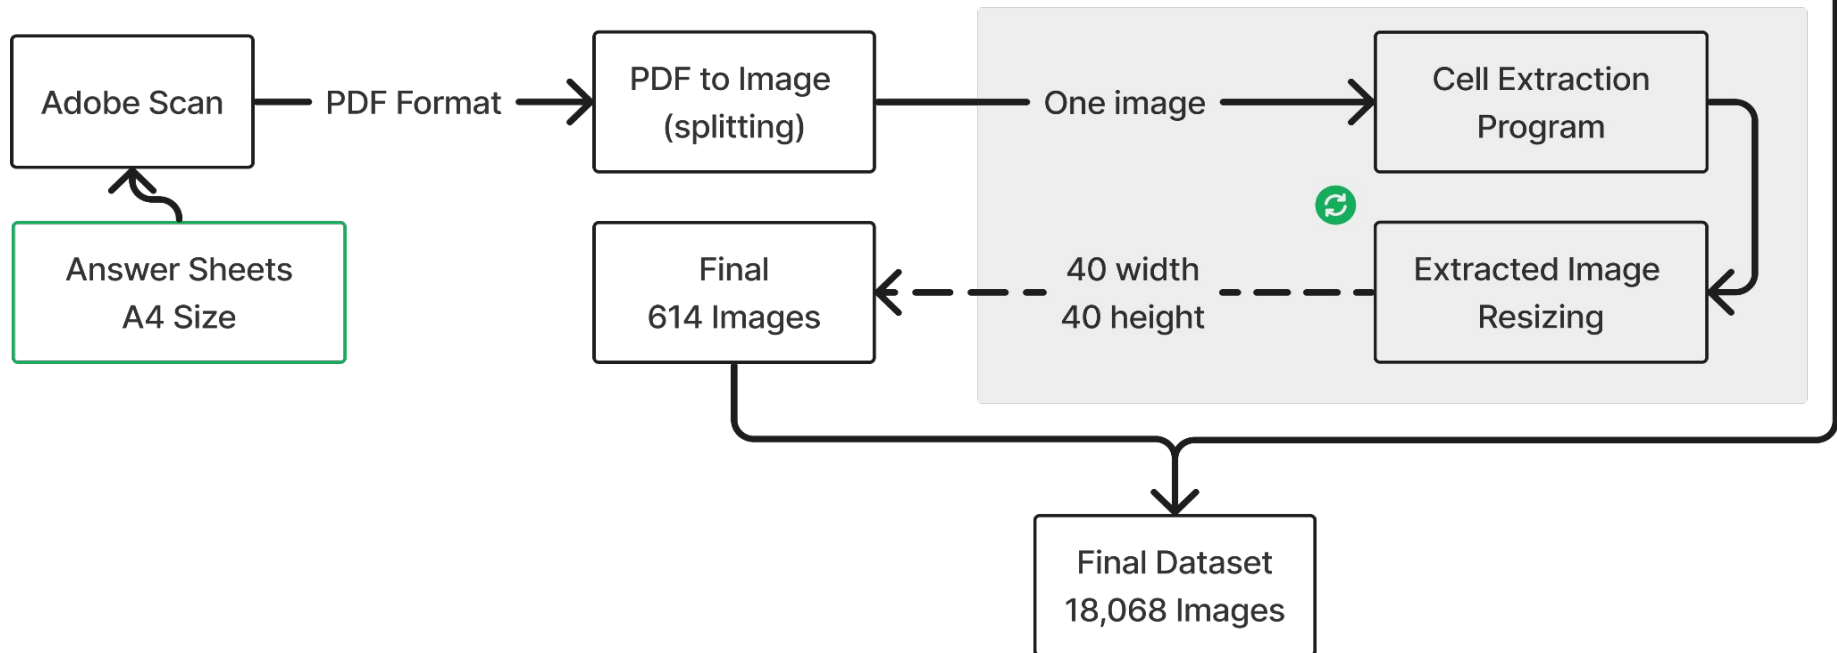 Adobe Scan
PDF Format
PDF to Image
(splitting)
One image
Cell Extraction
Program
Answer Sheets
A4 Size
Final
614 Images
40 width
40 height
Extracted Image
Resizing
Final Dataset
18,068 Images